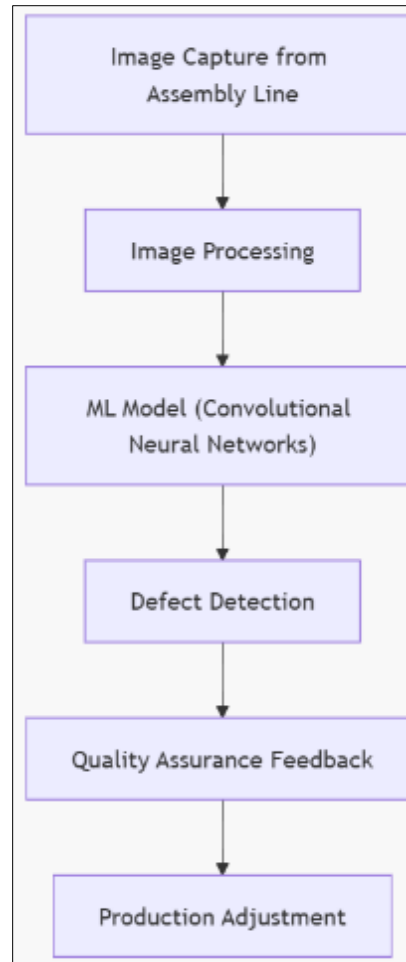 Image Capture from
Assembly Line
Image Processing
ML Model (Convolutional
Neural Networks)
Defect Detection
Quality Assurance Feedback
Production Adjustment